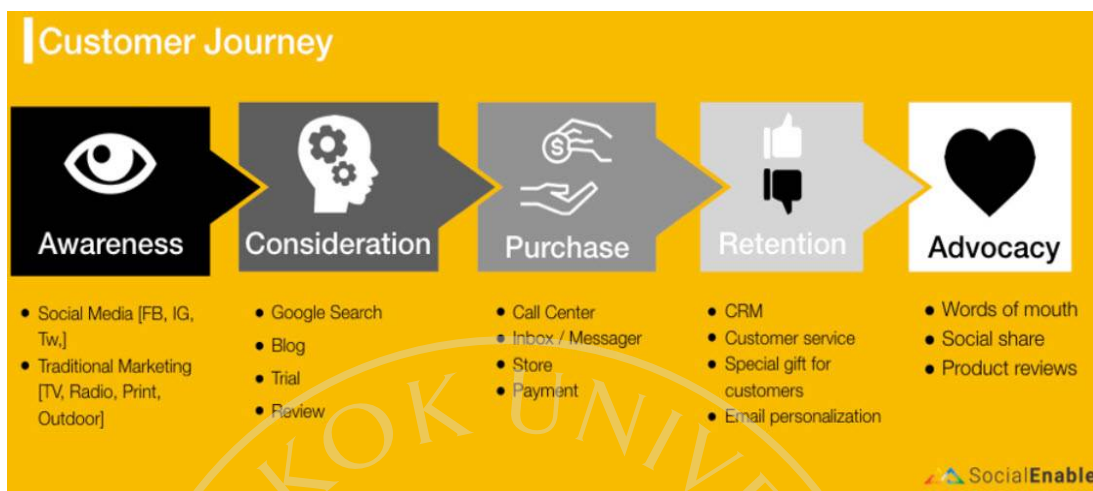 Customer Journey
Awareness
Consideration
Purchase
Retention
Advocacy
• Social Media [FB, IG,
Tw,]
• Traditional Marketing
[TV, Radio, Print,
Outdoor]
• Google Search
• Blog
• Trial
• Review
• Call Center
• Inbox / Messager
• Store
• Payment
• CRM
• Customer service
• Special gift for
customers
• Email personalization
• Words of mouth
• Social share
• Product reviews
KOK UNIV
SocialEnable